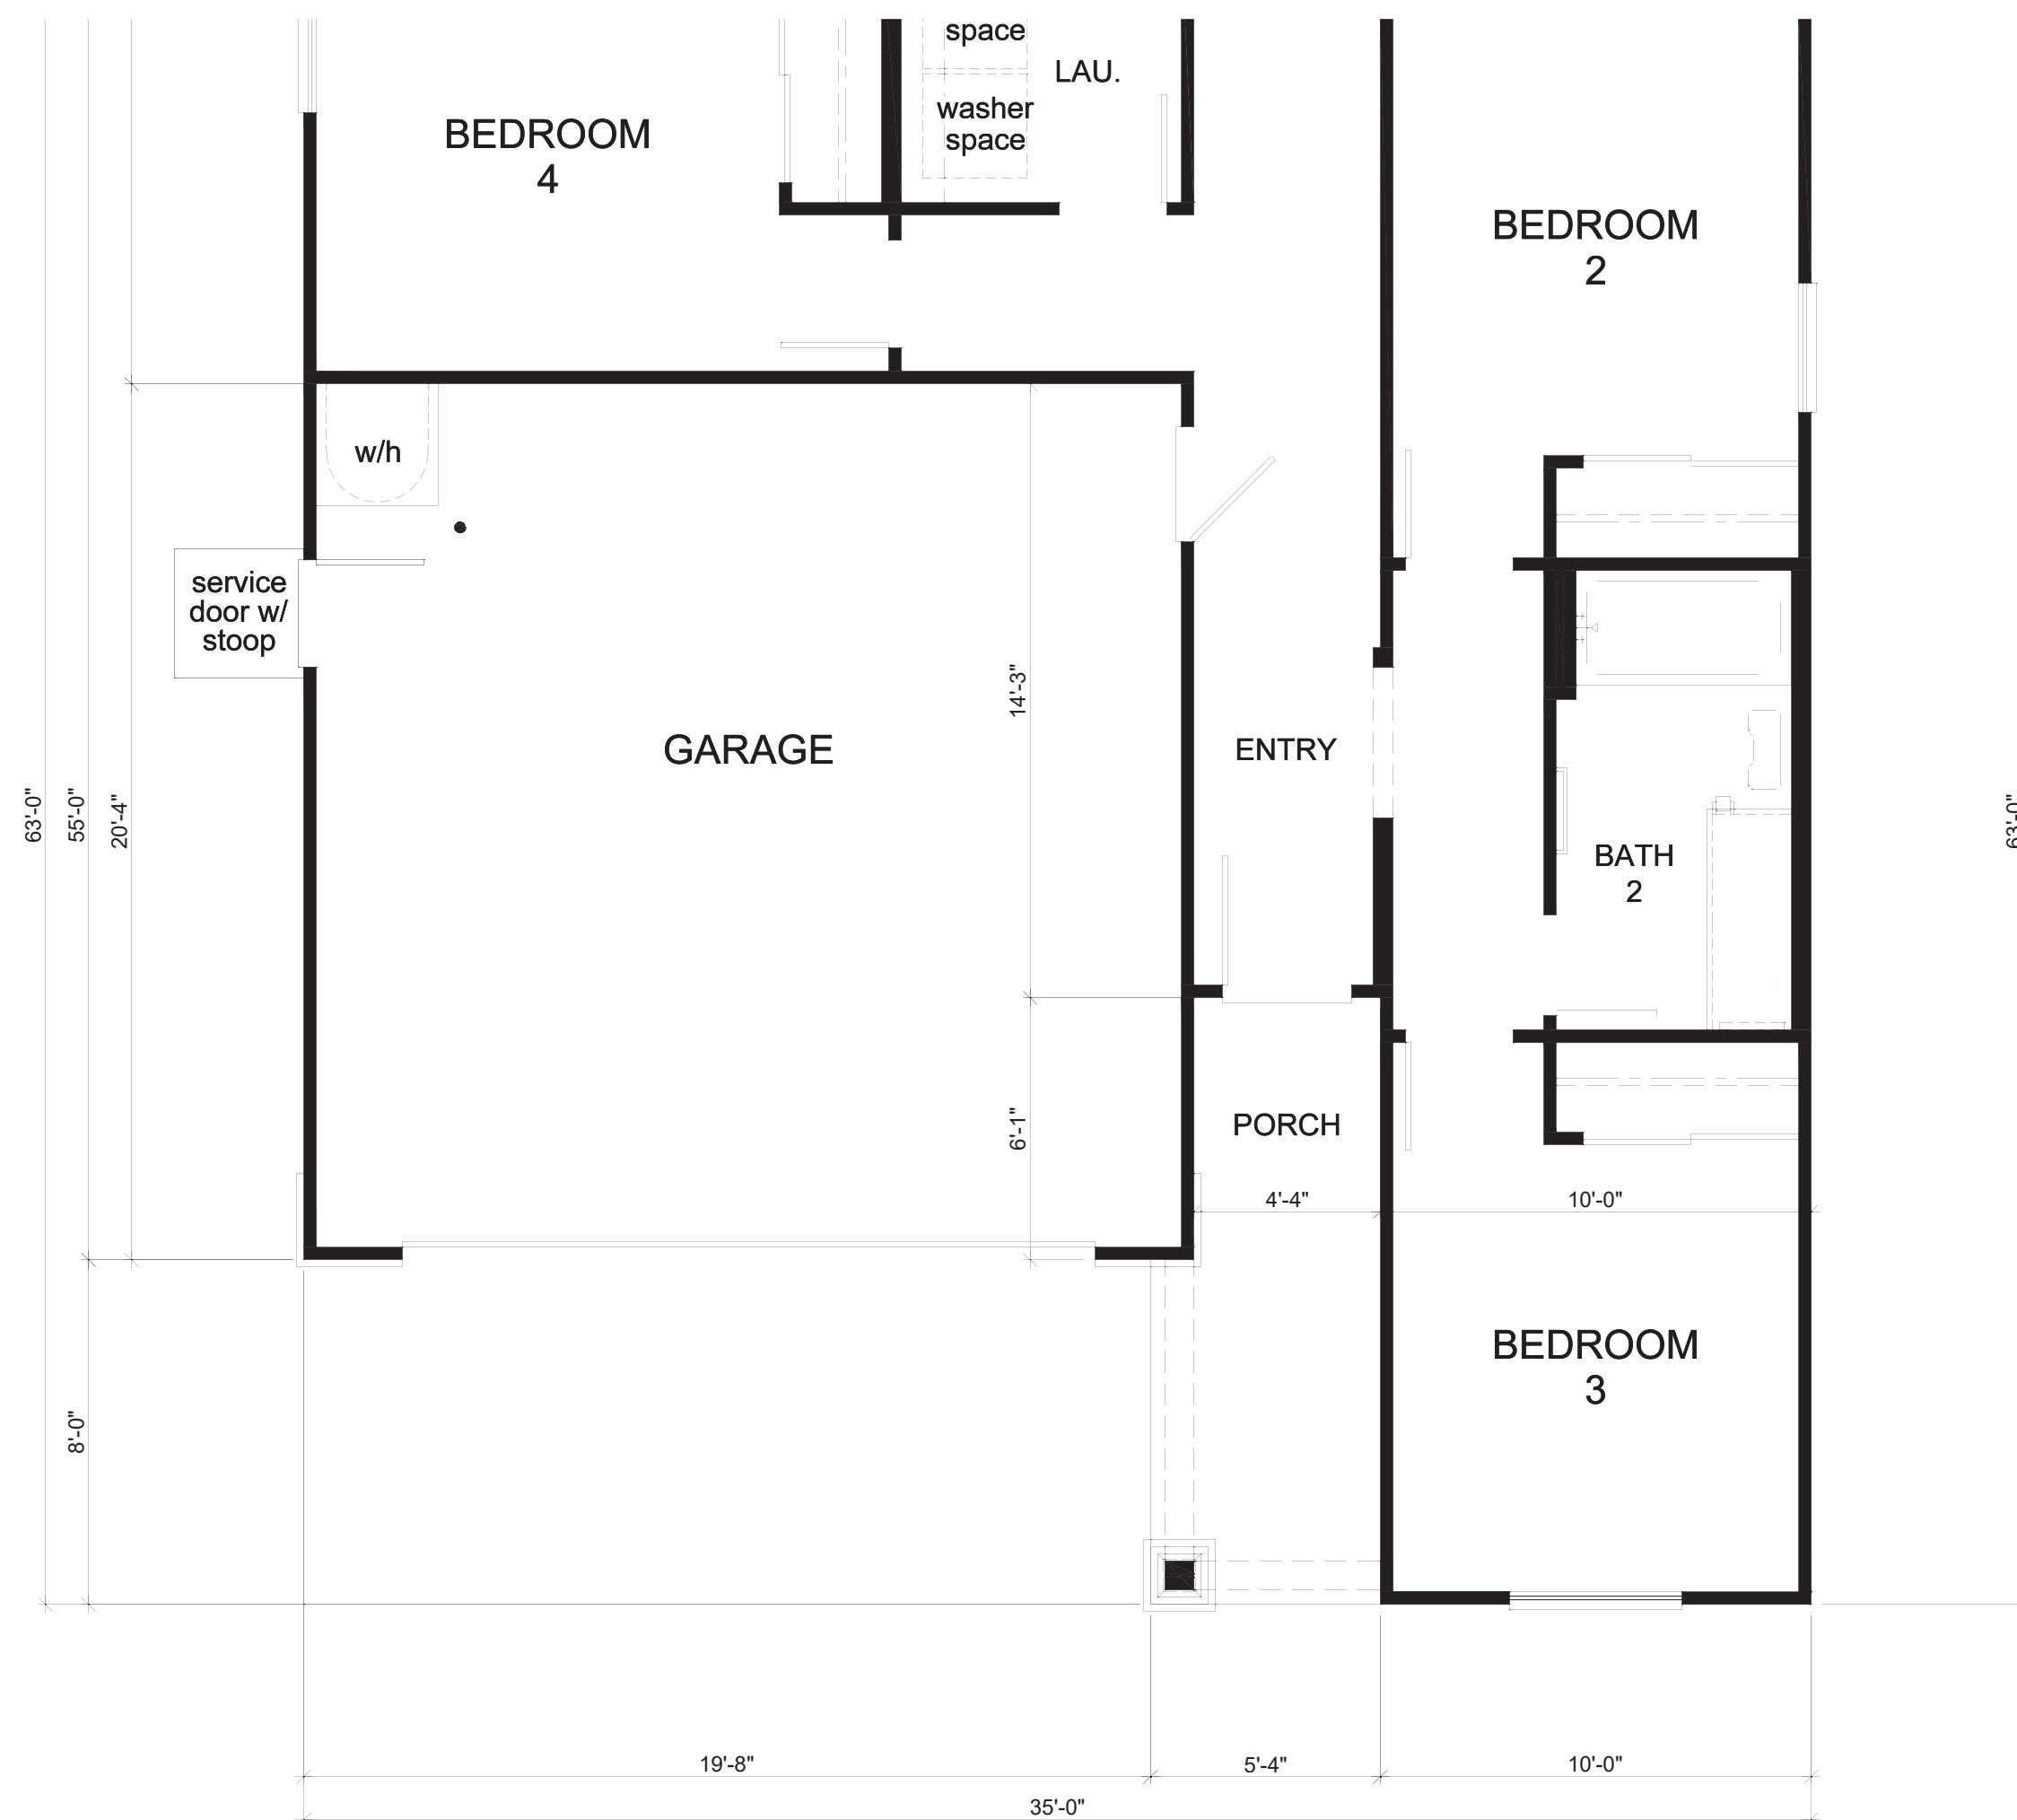 space
LAU.
washer
space
BEDROOM
4
BEDROOM
2
w/h
service
door w/
stoop
14'-3"
GARAGE
ENTRY
63'-0"
55'-0"
20'-4"
63'-0"
BATH
2
6'-1"
PORCH
4'-4"
10'-0"
BEDROOM
3
8'-0"
19'-8"
5'-4"
10'-0"
35'-0"